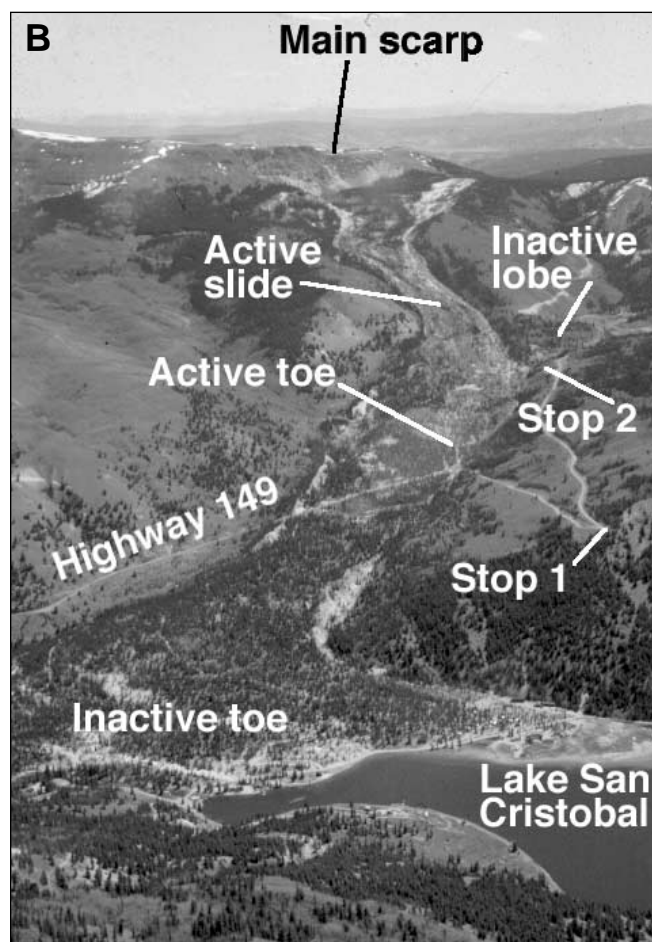 B
Main scarp
Active
slide
Inactive
lobe
Active toe
Stop 2
Highway 149
Stop 1
Inactive toe
Lake San
Cristobal